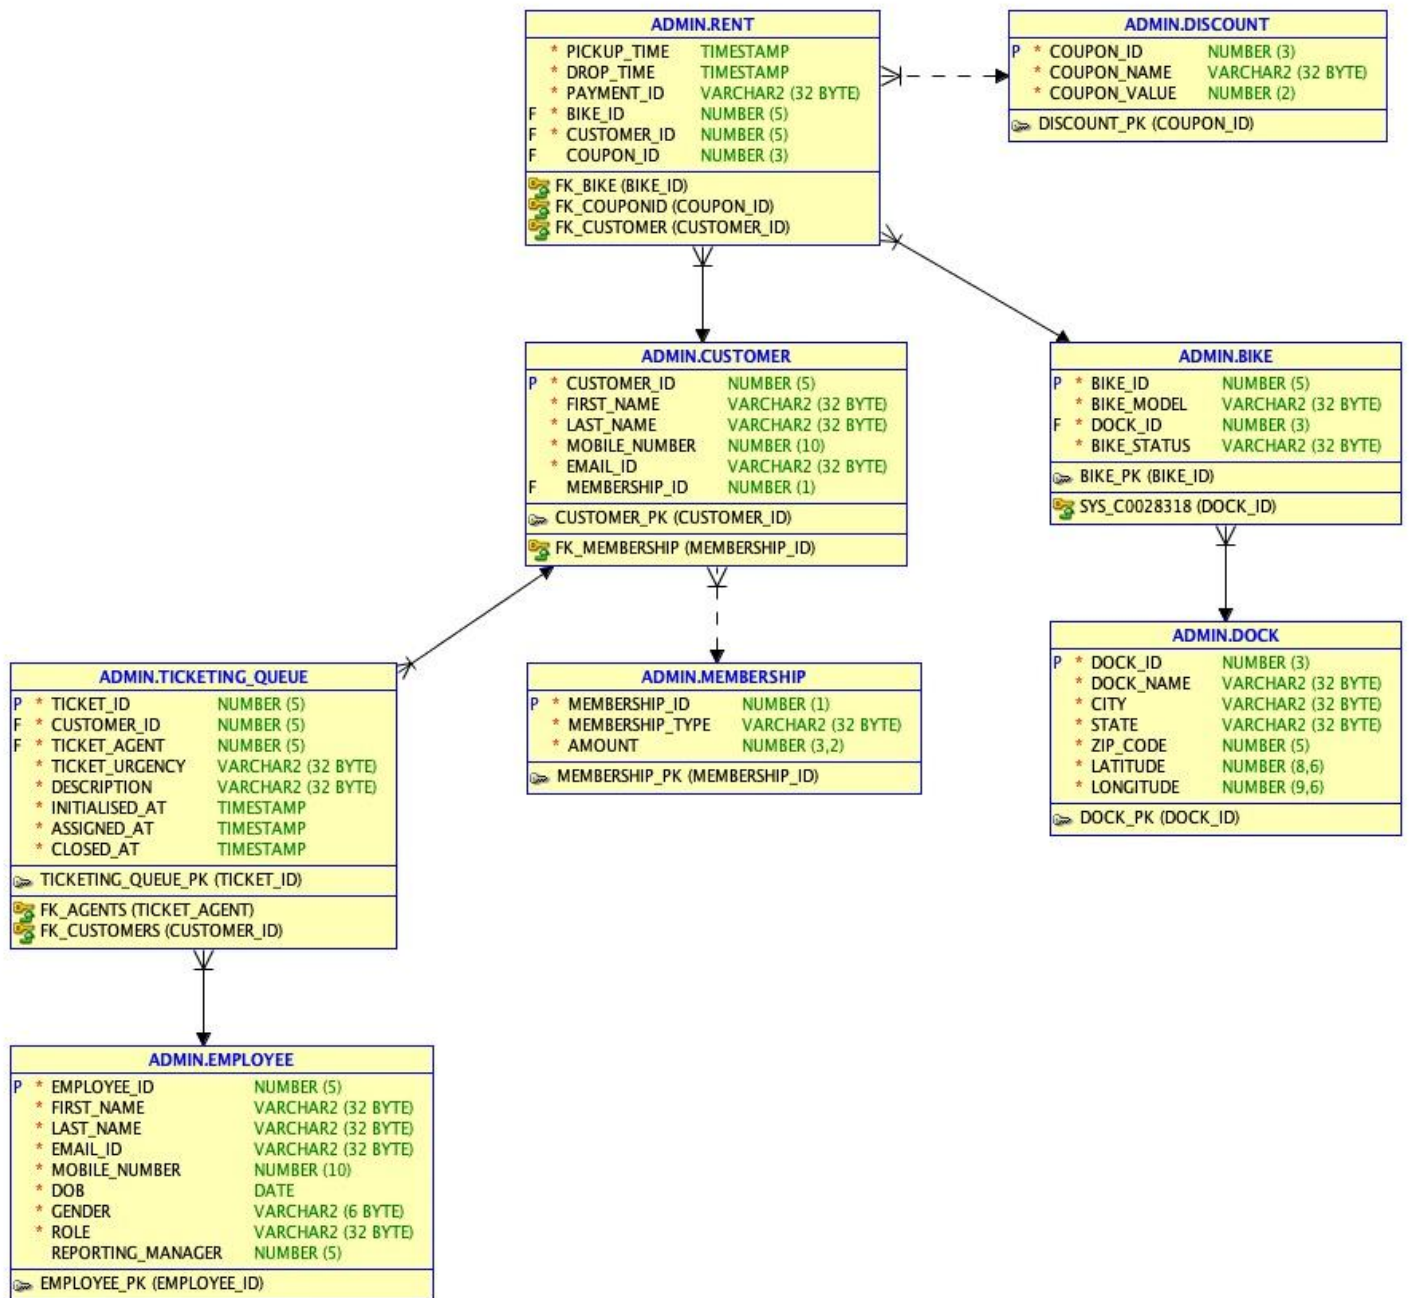 ADMIN.RENT
* PICKUP_TIME TIMESTAMP
* DROP_TIME TIMESTAMP
* PAYMENT_ID VARCHAR2 (32 BYTE)
F * BIKE_ID NUMBER (5)
F * CUSTOMER_ID NUMBER (5)
F COUPON_ID NUMBER (3)
FK_BIKE (BIKE_ID)
FK_COUPONID (COUPON_ID)
FK_CUSTOMER (CUSTOMER_ID)
ADMIN.DISCOUNT
P * COUPON_ID NUMBER (3)
* COUPON_NAME VARCHAR2 (32 BYTE)
* COUPON_VALUE NUMBER (2)
DISCOUNT_PK (COUPON_ID)
ADMIN.CUSTOMER
P * CUSTOMER_ID NUMBER (5)
* FIRST_NAME VARCHAR2 (32 BYTE)
* LAST_NAME VARCHAR2 (32 BYTE)
* MOBILE_NUMBER NUMBER (10)
* EMAIL_ID VARCHAR2 (32 BYTE)
F MEMBERSHIP_ID NUMBER (1)
CUSTOMER_PK (CUSTOMER_ID)
FK_MEMBERSHIP (MEMBERSHIP_ID)
ADMIN.BIKE
P * BIKE_ID NUMBER (5)
* BIKE_MODEL VARCHAR2 (32 BYTE)
F * DOCK_ID NUMBER (3)
* BIKE_STATUS VARCHAR2 (32 BYTE)
BIKE_PK (BIKE_ID)
SYS_C0028318 (DOCK_ID)
ADMIN.TICKETING_QUEUE
P * TICKET_ID NUMBER (5)
F * CUSTOMER_ID NUMBER (5)
F * TICKET_AGENT NUMBER (5)
* TICKET_URGENCY VARCHAR2 (32 BYTE)
* DESCRIPTION VARCHAR2 (32 BYTE)
* INITIALISED_AT TIMESTAMP
* ASSIGNED_AT TIMESTAMP
* CLOSED_AT TIMESTAMP
TICKETING_QUEUE_PK (TICKET_ID)
FK_AGENTS (TICKET_AGENT)
FK_CUSTOMERS (CUSTOMER_ID)
ADMIN.MEMBERSHIP
P * MEMBERSHIP_ID NUMBER (1)
* MEMBERSHIP_TYPE VARCHAR2 (32 BYTE)
* AMOUNT NUMBER (3,2)
MEMBERSHIP_PK (MEMBERSHIP_ID)
ADMIN.DOCK
P * DOCK_ID NUMBER (3)
* DOCK_NAME VARCHAR2 (32 BYTE)
* CITY VARCHAR2 (32 BYTE)
* STATE VARCHAR2 (32 BYTE)
* ZIP_CODE NUMBER (5)
* LATITUDE NUMBER (8,6)
* LONGITUDE NUMBER (9,6)
DOCK_PK (DOCK_ID)
ADMIN.EMPLOYEE
P * EMPLOYEE_ID NUMBER (5)
* FIRST_NAME VARCHAR2 (32 BYTE)
* LAST_NAME VARCHAR2 (32 BYTE)
* EMAIL_ID VARCHAR2 (32 BYTE)
* MOBILE_NUMBER NUMBER (10)
* DOB DATE
* GENDER VARCHAR2 (6 BYTE)
* ROLE VARCHAR2 (32 BYTE)
REPORTING_MANAGER NUMBER (5)
EMPLOYEE_PK (EMPLOYEE_ID)